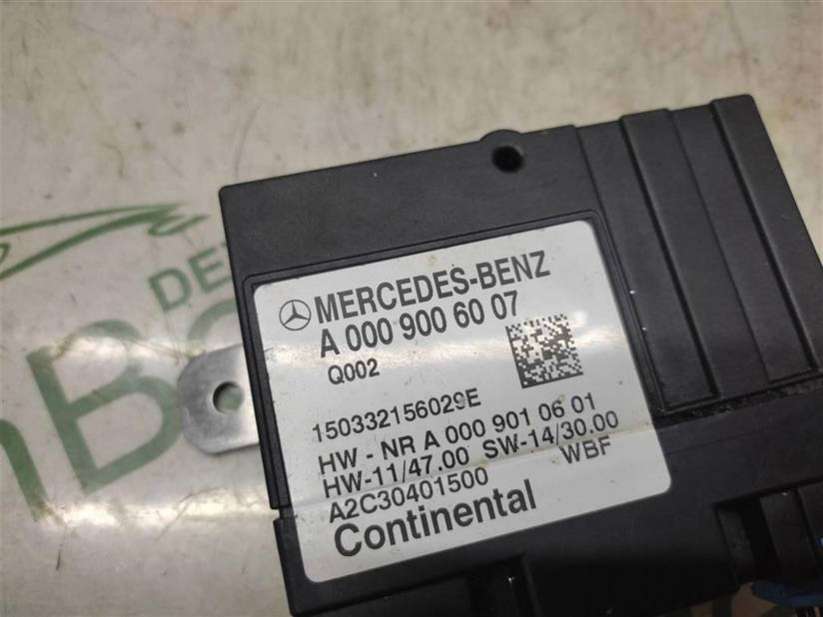 MERCEDES-BENZ
A 000 900 60 07
Q002
150332156029E
HW - NR A 000 901 06 01
HW-11/47.00 SW-14/30.00
A2C30401500 WBF
Continental